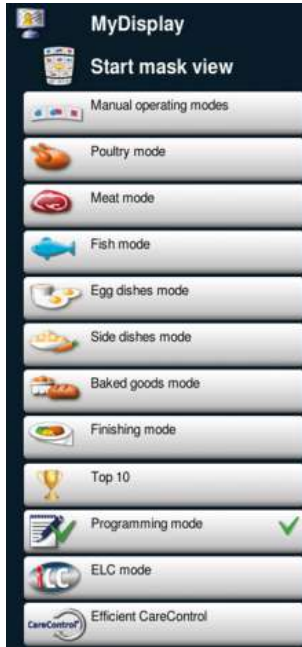 MyDisplay
Start mask view
Manual operating modes
Poultry mode
Meat mode
Fish mode
Egg dishes mode
Side dishes mode
Baked goods mode
Finishing mode
Top 10
Programming mode
iCC
ELC mode
CareControl
Efficient CareControl